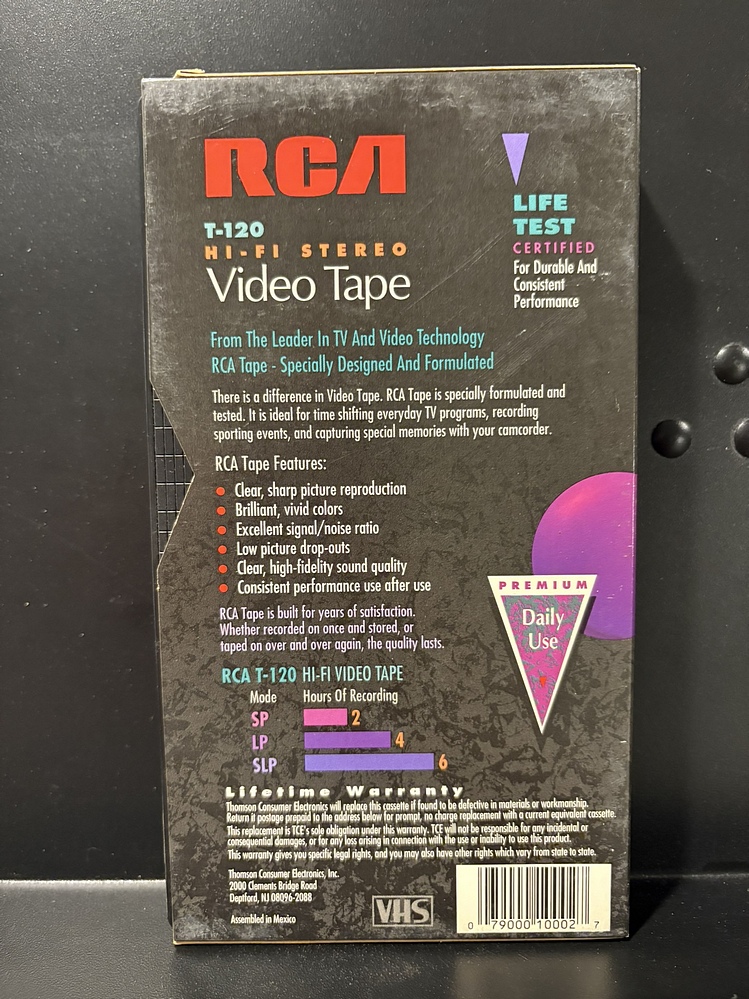 RCA
T-120
HI-FI STEREO
Video Tape
LIFE
TEST
CERTIFIED
For Durable And
Consistent
Performance
From The Leader In TV And Video Technology
RCA Tape - Specially Designed And Formulated
There is a difference in Video Tape. RCA Tape is specially formulated and
tested. It is ideal for time shifting everyday TV programs, recording
sporting events, and capturing special memories with your camcorder.
RCA Tape Features:
Clear, sharp picture reproduction
Brilliant, vivid colors
Excellent signal/noise ratio
Low picture drop-outs
Clear, high-fidelity sound quality
Consistent performance use after use
PREMIUM
Daily
Use
RCA Tape is built for years of satisfaction.
Whether recorded on once and stored, or
taped on over and over again, the quality lasts.
RCA T-120 HI-FI VIDEO TAPE
Mode Hours Of Recording
SP 2
LP 4
SLP 6
Lifetime Warranty
Thomson Consumer Electronics will replace this cassette if found to be defective in materials or workmanship.
Return it postage prepaid to the address below for prompt, no charge replacement with a current equivalent cassette.
This replacement is TCE's sole obligation under this warranty. TCE will not be responsible for any incidental or
consequential damages, or for any loss arising in connection with the use or inability to use this product.
This warranty gives you specific legal rights, and you may also have other rights which vary from state to state.
Thomson Consumer Electronics, Inc.
2000 Clements Bridge Road
Deptford, NJ 08096-2088
Assembled in Mexico
VHS
0 79000 10002 7